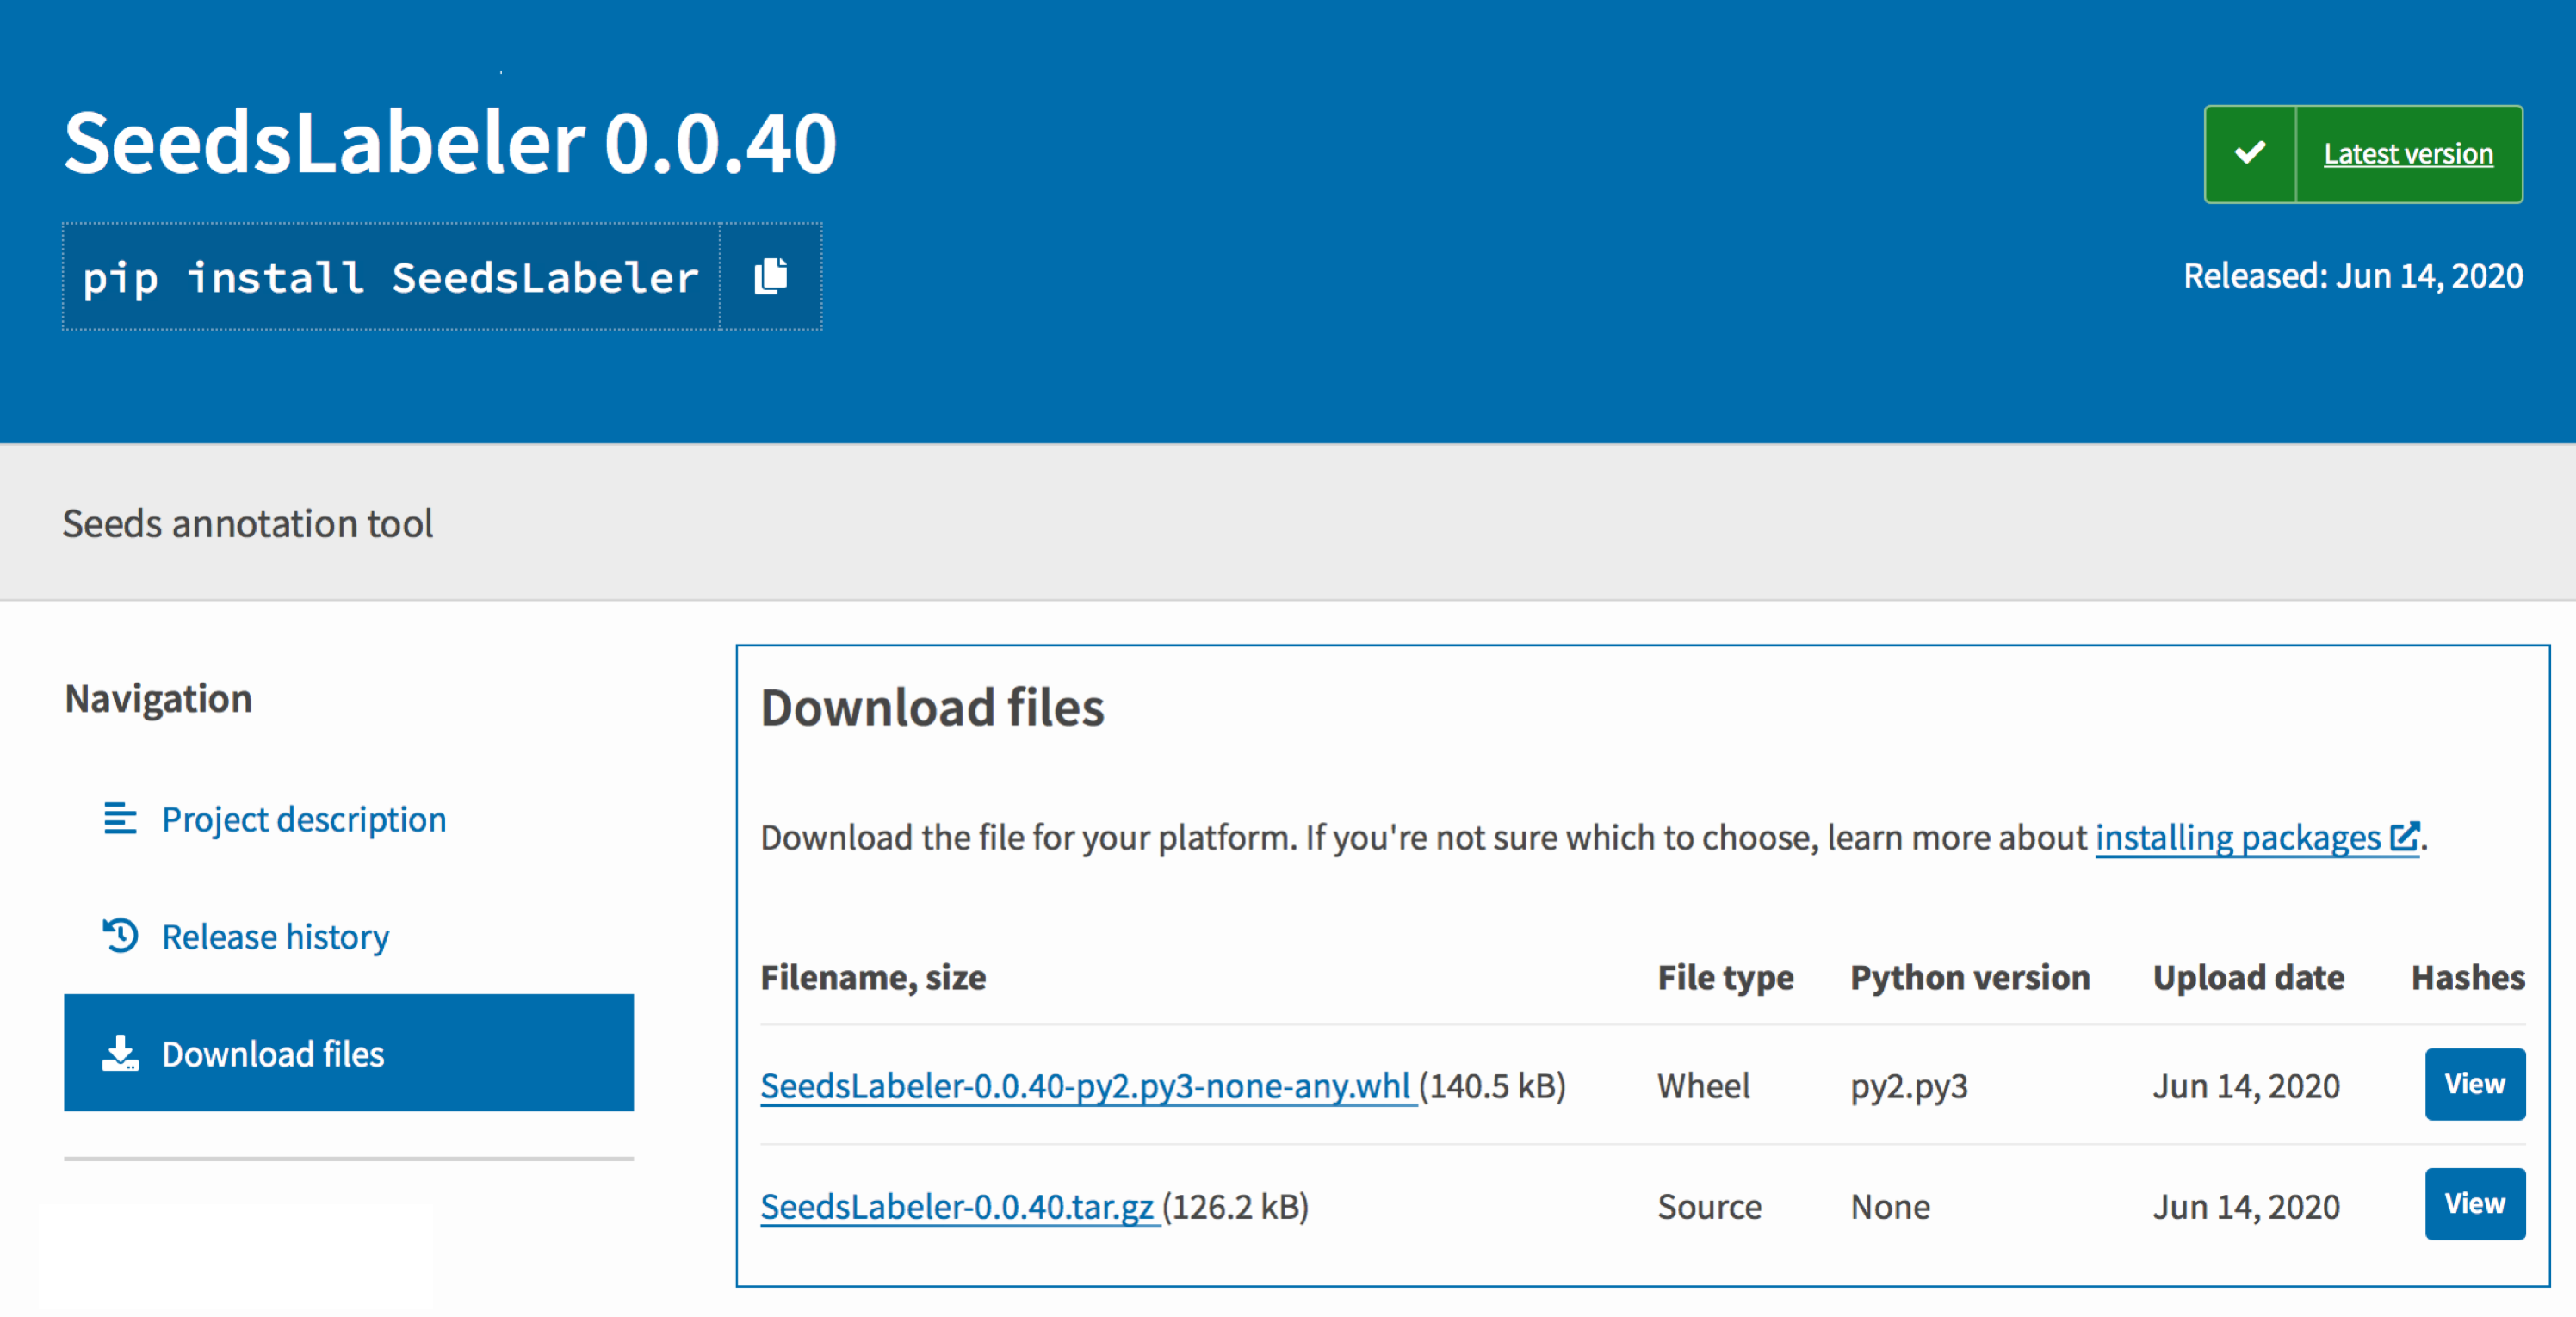 SeedsLabeler 0.0.40
Latest version
pip install SeedsLabeler
Released: Jun 14, 2020
Seeds annotation tool
Navigation
Project description
Release history
Download files
Download files
Download the file for your platform. If you're not sure which to choose, learn more about installing packages.
Filename, size File type Python version Upload date Hashes
SeedsLabeler-0.0.40-py2.py3-none-any.whl (140.5 kB) Wheel py2.py3 Jun 14, 2020 View
SeedsLabeler-0.0.40.tar.gz (126.2 kB) Source None Jun 14, 2020 View